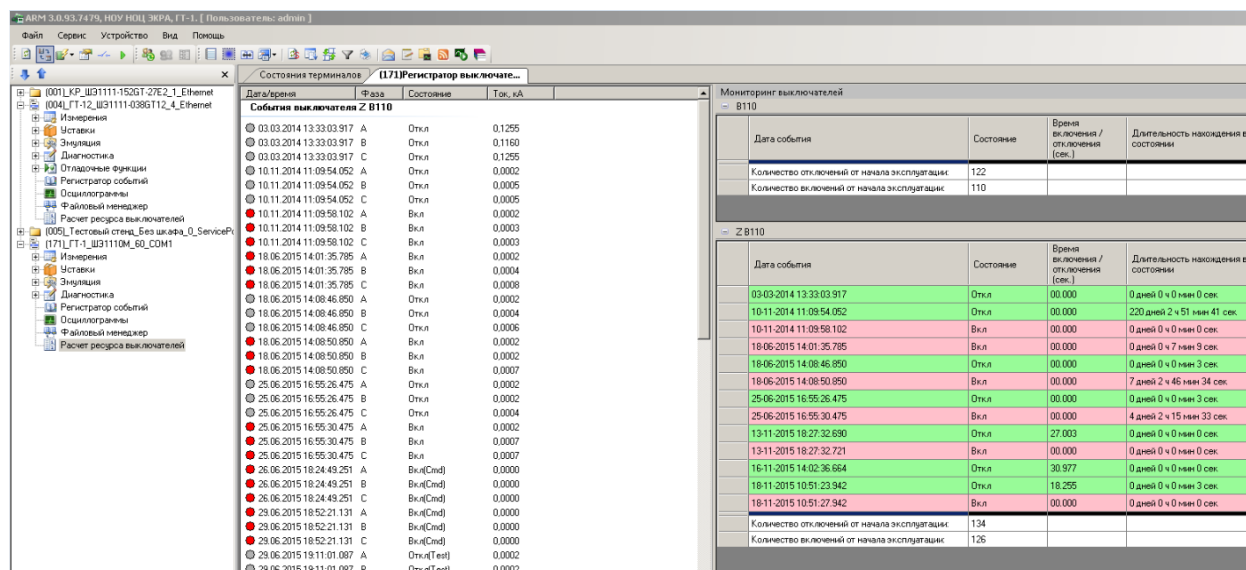 ARM 3.0.93.7479, НОУ НОЦ ЭКРА, ГТ-1. [ Пользователь: admin ]
Файл Сервис Устройство Вид Помощь
Состояния терминалов (171)Регистратор выключате...
(001)_КР_ШЭ1111-152GT-27E2_1_Ethernet
(004)_ГТ-12_ШЭ1111-038GT12_4_Ethernet
Измерения
Уставки
Эмуляция
Диагностика
Отладочные функции
Регистратор событий
Осциллограммы
Файловый менеджер
Расчет ресурса выключателей
(005)_Тестовый стенд_Без шкафа_0_ServicePo
(171)_ГТ-1_ШЭ1110М_60_COM1
Измерения
Уставки
Эмуляция
Диагностика
Регистратор событий
Осциллограммы
Файловый менеджер
Расчет ресурса выключателей
Дата/время Фаза Состояние Ток, кА
События выключателя Z В110
03.03.2014 13:33:03.917 A Откл 0,1255
03.03.2014 13:33:03.917 B Откл 0,1160
03.03.2014 13:33:03.917 C Откл 0,1255
10.11.2014 11:09:54.052 A Откл 0,0002
10.11.2014 11:09:54.052 B Откл 0,0005
10.11.2014 11:09:54.052 C Откл 0,0005
10.11.2014 11:09:58.102 A Вкл 0,0002
10.11.2014 11:09:58.102 B Вкл 0,0003
10.11.2014 11:09:58.102 C Вкл 0,0003
18.06.2015 14:01:35.785 A Вкл 0,0002
18.06.2015 14:01:35.785 B Вкл 0,0004
18.06.2015 14:01:35.785 C Вкл 0,0008
18.06.2015 14:08:46.850 A Откл 0,0002
18.06.2015 14:08:46.850 B Откл 0,0004
18.06.2015 14:08:46.850 C Откл 0,0006
18.06.2015 14:08:50.850 A Вкл 0,0002
18.06.2015 14:08:50.850 B Вкл 0,0002
18.06.2015 14:08:50.850 C Вкл 0,0007
25.06.2015 16:55:26.475 A Откл 0,0002
25.06.2015 16:55:26.475 B Откл 0,0002
25.06.2015 16:55:26.475 C Откл 0,0004
25.06.2015 16:55:30.475 A Вкл 0,0002
25.06.2015 16:55:30.475 B Вкл 0,0007
25.06.2015 16:55:30.475 C Вкл 0,0007
26.06.2015 18:24:49.251 A Вкл(Cmd) 0,0000
26.06.2015 18:24:49.251 B Вкл(Cmd) 0,0000
26.06.2015 18:24:49.251 C Вкл(Cmd) 0,0000
29.06.2015 18:52:21.131 A Вкл(Cmd) 0,0000
29.06.2015 18:52:21.131 B Вкл(Cmd) 0,0000
29.06.2015 18:52:21.131 C Вкл(Cmd) 0,0000
29.06.2015 19:11:01.087 A Откл(Test) 0,0002
29.06.2015 19:11:01.087 B Откл(Test) 0,0002
Мониторинг выключателей
В110
Дата события Состояние Время включения / отключения (сек.) Длительность нахождения в состоянии
Количество отключений от начала эксплуатации: 122
Количество включений от начала эксплуатации: 110
Z В110
Дата события Состояние Время включения / отключения (сек.) Длительность нахождения в состоянии
03-03-2014 13:33:03.917 Откл 00.000 0 дней 0 ч 0 мин 0 сек
10-11-2014 11:09:54.052 Откл 00.000 220 дней 2 ч 51 мин 41 сек
10-11-2014 11:09:58.102 Вкл 00.000 0 дней 0 ч 0 мин 0 сек
18-06-2015 14:01:35.785 Вкл 00.000 0 дней 0 ч 7 мин 9 сек
18-06-2015 14:08:46.850 Откл 00.000 0 дней 0 ч 0 мин 3 сек
18-06-2015 14:08:50.850 Вкл 00.000 7 дней 2 ч 46 мин 34 сек
25-06-2015 16:55:26.475 Откл 00.000 0 дней 0 ч 0 мин 3 сек
25-06-2015 16:55:30.475 Вкл 00.000 4 дней 2 ч 15 мин 33 сек
13-11-2015 18:27:32.690 Откл 27.003 0 дней 0 ч 0 мин 0 сек
13-11-2015 18:27:32.721 Вкл 00.000 0 дней 0 ч 0 мин 0 сек
16-11-2015 14:02:36.664 Откл 30.977 0 дней 0 ч 0 мин 0 сек
18-11-2015 10:51:23.942 Откл 18.255 0 дней 0 ч 0 мин 3 сек
18-11-2015 10:51:27.942 Вкл 00.000 0 дней 0 ч 0 мин 0 сек
Количество отключений от начала эксплуатации: 134
Количество включений от начала эксплуатации: 126